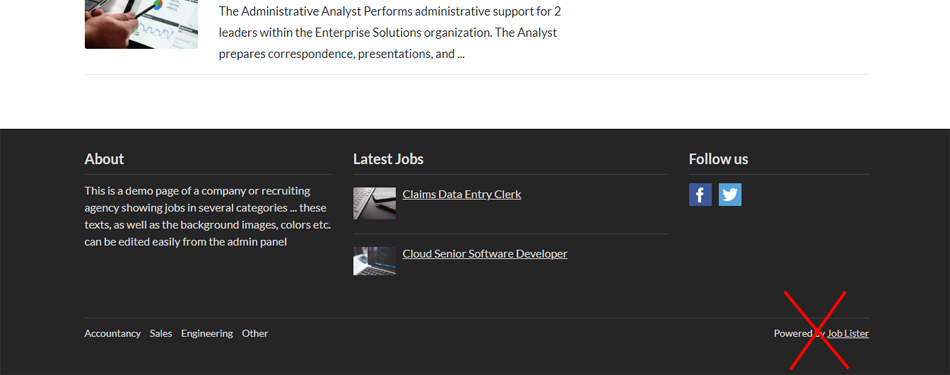 The Administrative Analyst Performs administrative support for 2
leaders within the Enterprise Solutions organization. The Analyst
prepares correspondence, presentations, and ...
About
This is a demo page of a company or recruiting
agency showing jobs in several categories ... these
texts, as well as the background images, colors etc.
can be edited easily from the admin panel
Latest Jobs
Claims Data Entry Clerk
Cloud Senior Software Developer
Follow us
Accountancy Sales Engineering Other
Powered by Job Lister